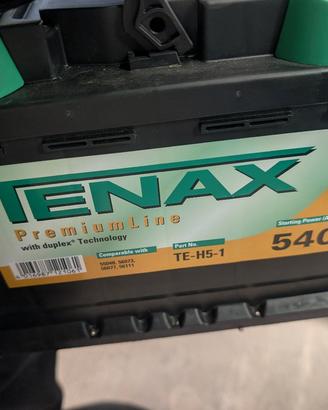 TENAX
PremiumLine
with duplex® Technology
Comparable with
Part No.
Starting Power
TE-H5-1
540